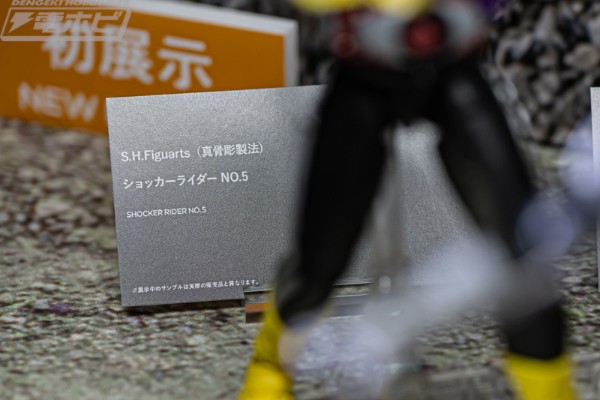 DENGEKI HOBBY
電ホビ
初展示
NEW
S.H.Figuarts（真骨彫製法）
ショッカーライダー NO.5
SHOCKER RIDER NO.5
※展示中のサンプルは実際の販売品と異なります。